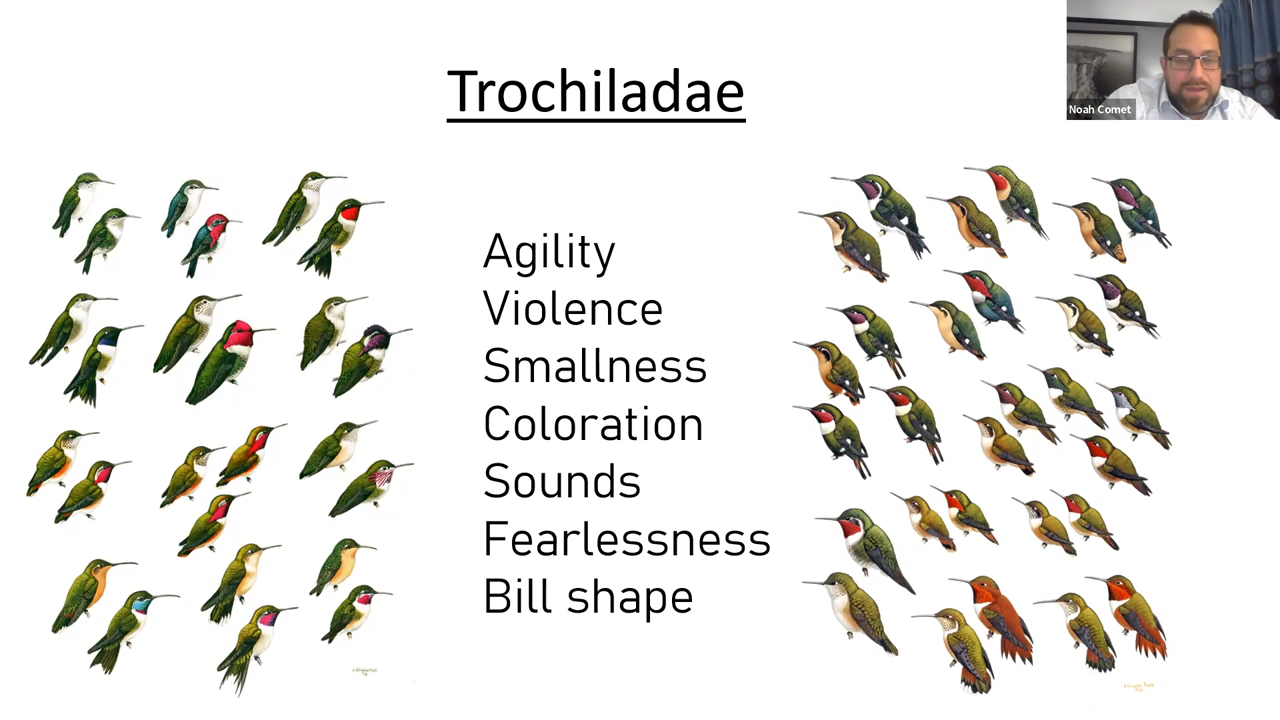 Trochiladae
Noah Comet
Agility
Violence
Smallness
Coloration
Sounds
Fearlessness
Bill shape